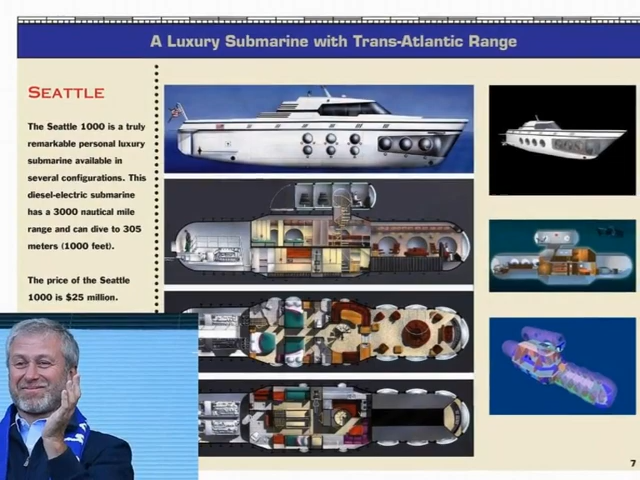 A Luxury Submarine with Trans-Atlantic Range
SEATTLE
The Seattle 1000 is a truly
remarkable personal luxury
submarine available in
several configurations. This
diesel-electric submarine
has a 3000 nautical mile
range and can dive to 305
meters (1000 feet).
The price of the Seattle
1000 is $25 million.
7